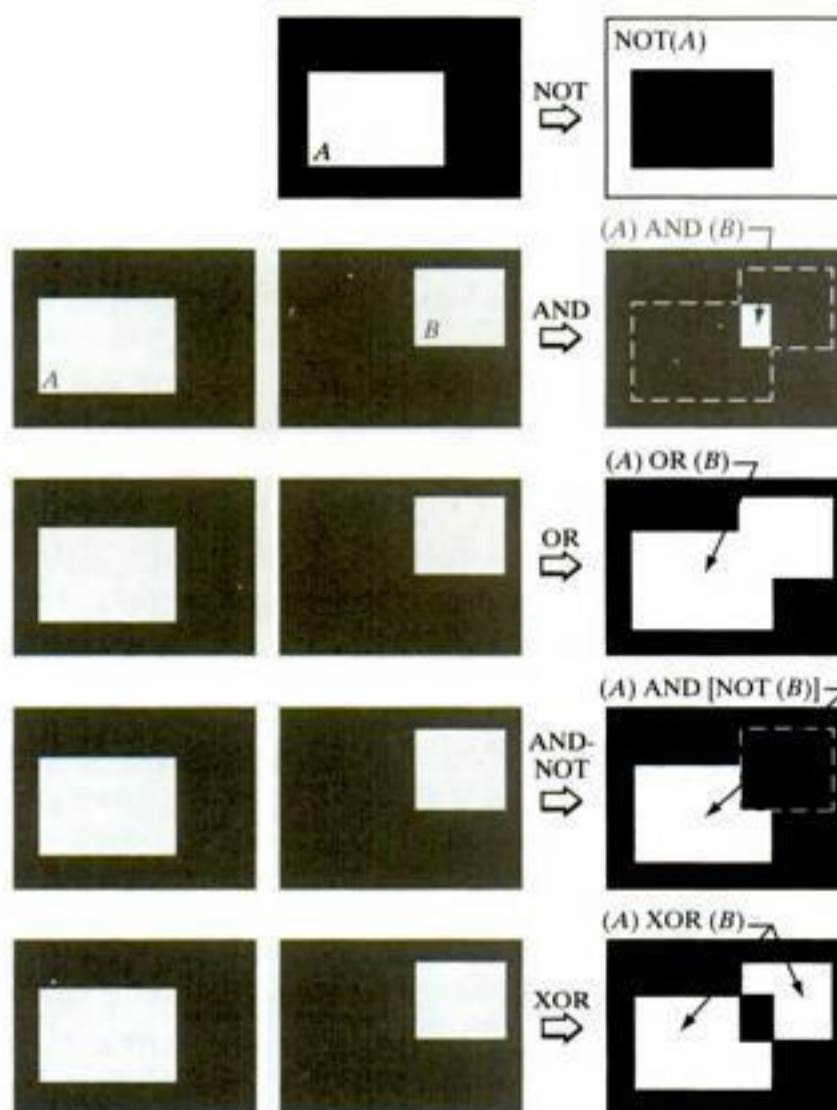 NOT(A)
NOT
A
(A) AND (B)
AND
B
A
(A) OR (B)
OR
(A) AND [NOT (B)]
AND-
NOT
(A) XOR (B)
XOR